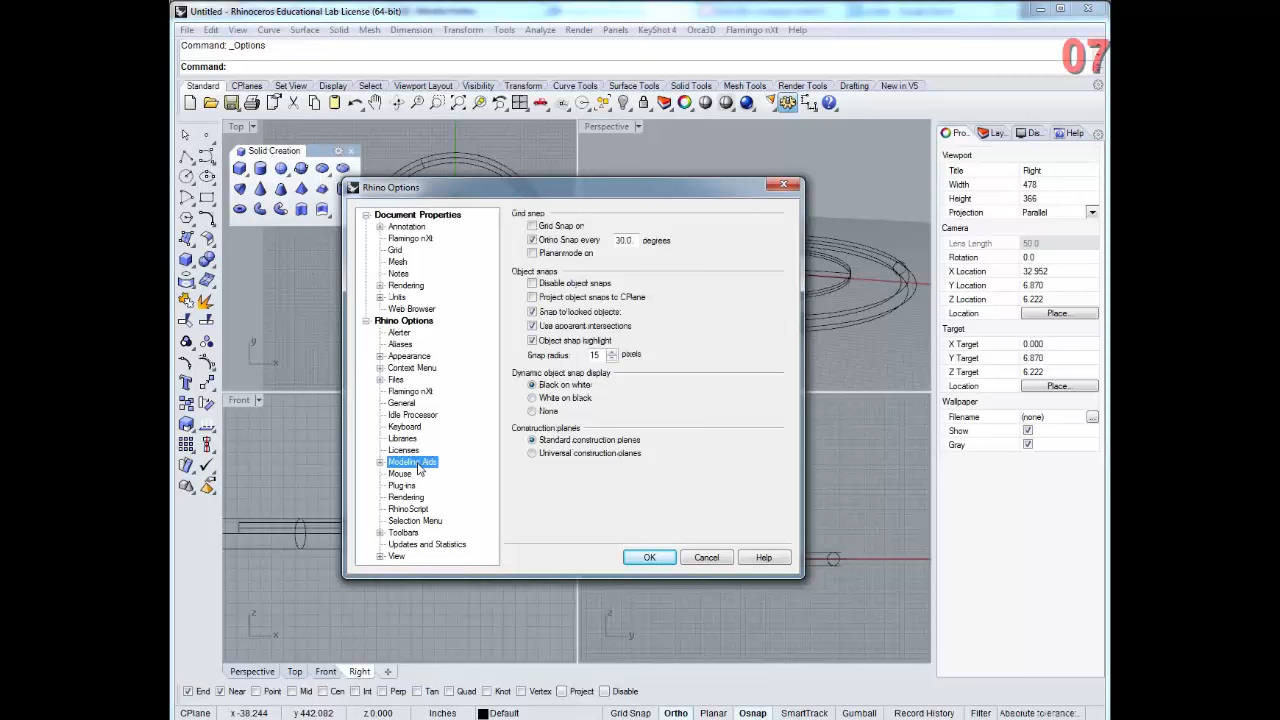 Untitled - Rhinoceros Educational Lab License (64-bit)
File Edit View Curve Surface Solid Mesh Dimension Transform Tools Analyze Render Panels KeyShot 4 Orca3D Flamingo nXt Help
07
Command: _Options
Command:
Standard CPlanes Set View Display Select Viewport Layout Visibility Transform Curve Tools Surface Tools Solid Tools Mesh Tools Render Tools Drafting New in V5
Top
Perspective
Pro... Lay... Dis... Help
Solid Creation
Viewport
Title Right
Width 478
Height 366
Projection Parallel
Camera
Lens Length 50.0
Rotation 0.0
X Location 32.952
Y Location 6.870
Z Location 6.222
Location Place...
Target
X Target 0.000
Y Target 6.870
Z Target 6.222
Location Place...
Wallpaper
Filename (none) ...
Show
Gray
Rhino Options
Document Properties
Annotation
Flamingo nXt
Grid
Mesh
Notes
Rendering
Units
Web Browser
Rhino Options
Alerter
Aliases
Appearance
Context Menu
Files
Flamingo nXt
General
Idle Processor
Keyboard
Libraries
Licenses
Modeling Aids
Mouse
Plug-ins
Rendering
RhinoScript
Selection Menu
Toolbars
Updates and Statistics
View
Grid snap
Grid Snap on
Ortho Snap every 30.0 degrees
Planar mode on
Object snaps
Disable object snaps
Project object snaps to CPlane
Snap to locked objects
Use apparent intersections
Object snap highlight
Snap radius: 15 pixels
Dynamic object snap display
Black on white
White on black
None
Construction planes
Standard construction planes
Universal construction planes
OK Cancel Help
y
x
Front
z
x
z
y
Perspective Top Front Right
End Near Point Mid Cen Int Perp Tan Quad Knot Vertex Project Disable
CPlane x -38.244 y 442.082 z 0.000 Inches Default Grid Snap Ortho Planar Osnap SmartTrack Gumball Record History Filter Absolute tolerance: